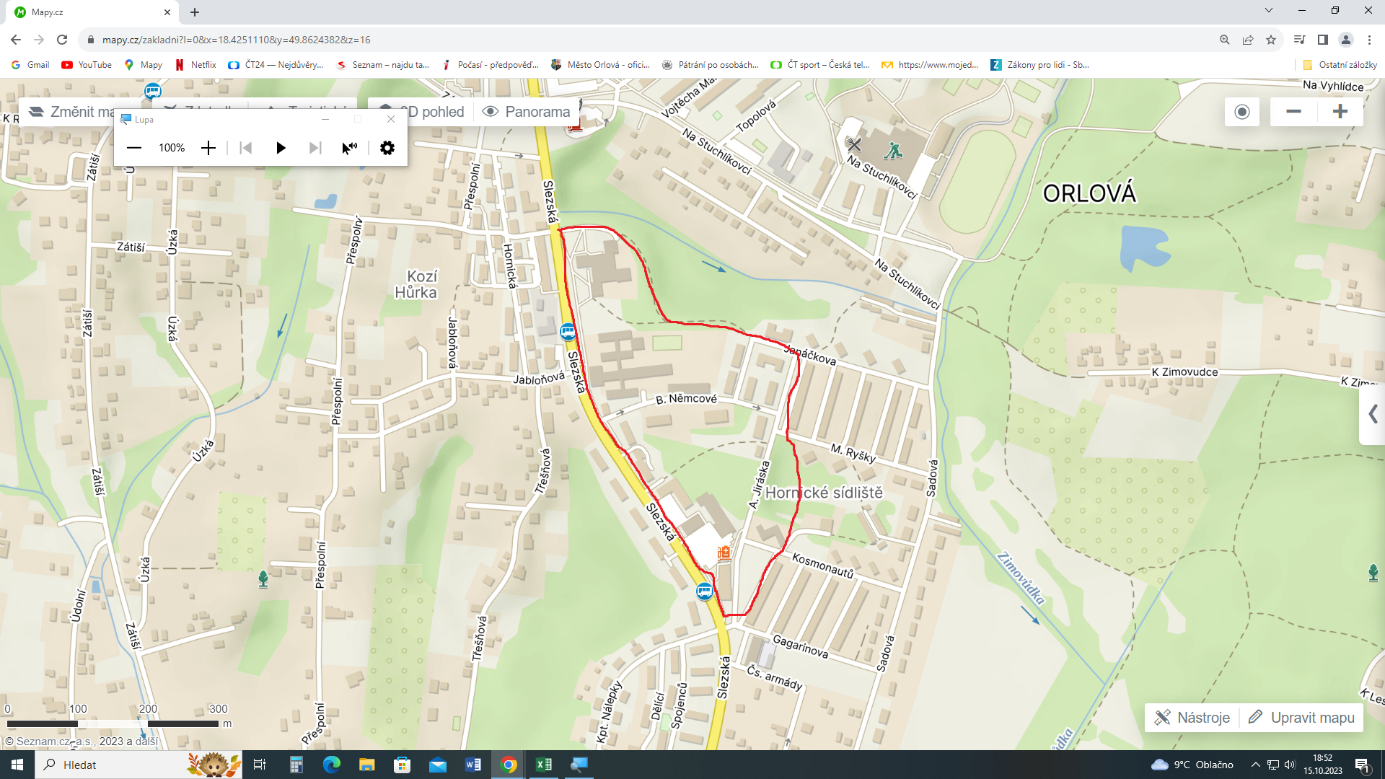 Mapy.cz
mapy.cz/zakladni?l=0&x=18.4251110&y=49.8624382&z=16
Gmail
YouTube
Mapy
Netflix
ČT24 — Nejdůvěry...
Seznam – najdu ta...
Počasí - předpověď...
Město Orlová - ofici...
Pátrání po osobách...
ČT sport – Česká tel...
https://www.mojed...
Zákony pro lidi - Sb...
Ostatní záložky
Změnit
3D pohled
Panorama
Lupa
100%
Na Vyhlídce
Topolová
Na Stuchlíkovci
Na Stuchlíkovci
Na Stuchlíkovci
ORLOVÁ
Zátiší
Zátiší
Zátiší
Zátiší
Zátiší
Úzká
Úzká
Úzká
Úzká
Přespolní
Přespolní
Přespolní
Přespolní
Přespolní
Slezská
Slezská
Slezská
Slezská
Hornická
Kozí
Hůrka
Jabloňová
Jabloňová
Janáčkova
K Zimovudce
B. Němcové
M. Ryšky
A. Jiráska
Sadová
Sadová
Hornické sídliště
Třešňová
Třešňová
Kosmonautů
Zimovůdka
Gagarinova
Čs. armády
Údolní
Kpt. Nálepky
Dělící
Spojenců
0 100 200 300
m
© Seznam.cz, a.s., 2023 a další
Nástroje
Upravit mapu
Hledat
9°C Oblačno
18:52
15.10.2023
1